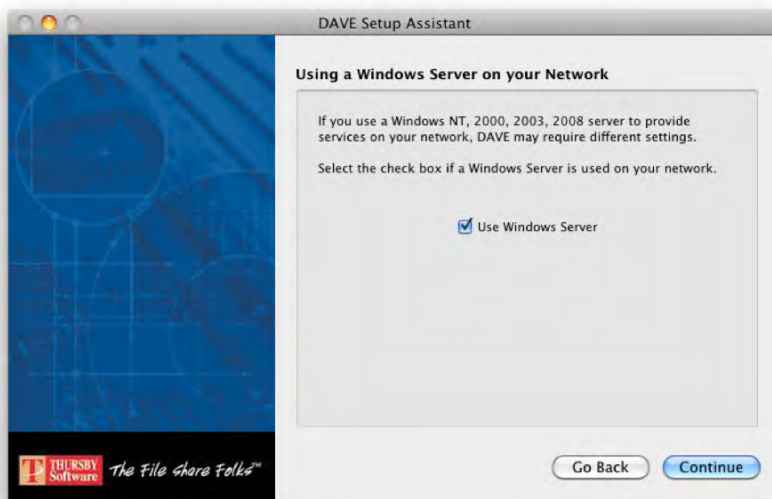 DAVE Setup Assistant
Using a Windows Server on your Network
If you use a Windows NT, 2000, 2003, 2008 server to provide
services on your network, DAVE may require different settings.
Select the check box if a Windows Server is used on your network.
Use Windows Server
THURSBY
Software
The File Share Folks™
Go Back
Continue